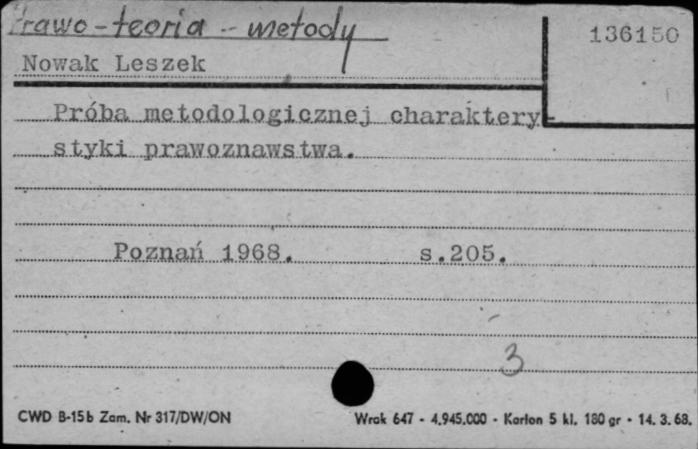 Prawo - teoria - metody
136150
Nowak Leszek
Próba metodologicznej charaktery-
styki prawoznawstwa.
Poznań 1968. s.205.
3
CWD B-15b Zam. Nr 317/DW/ON Wrak 647 - 4.945.000 - Karton 5 kl. 180 gr - 14. 3. 68.